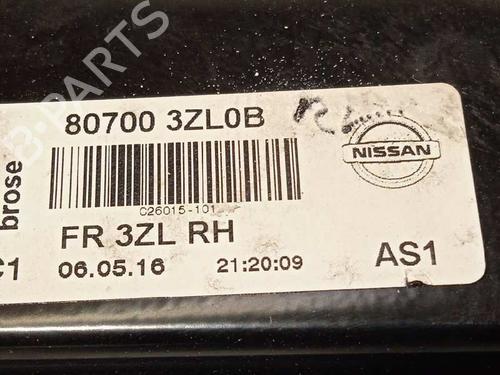 80700 3ZL0B
NISSAN
brose
C26015-101
FR 3ZL RH
C1
06.05.16 21:20:09
AS1
B-PARTS